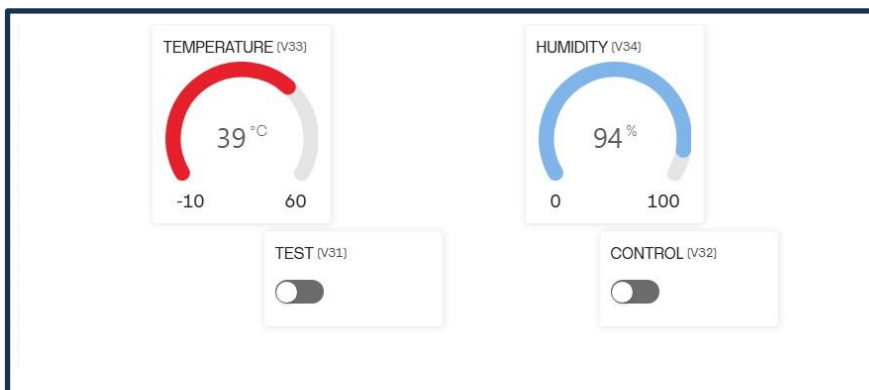 TEMPERATURE (V33)
39 °C
-10 60
HUMIDITY (V34)
94 %
0 100
TEST (V31)
CONTROL (V32)